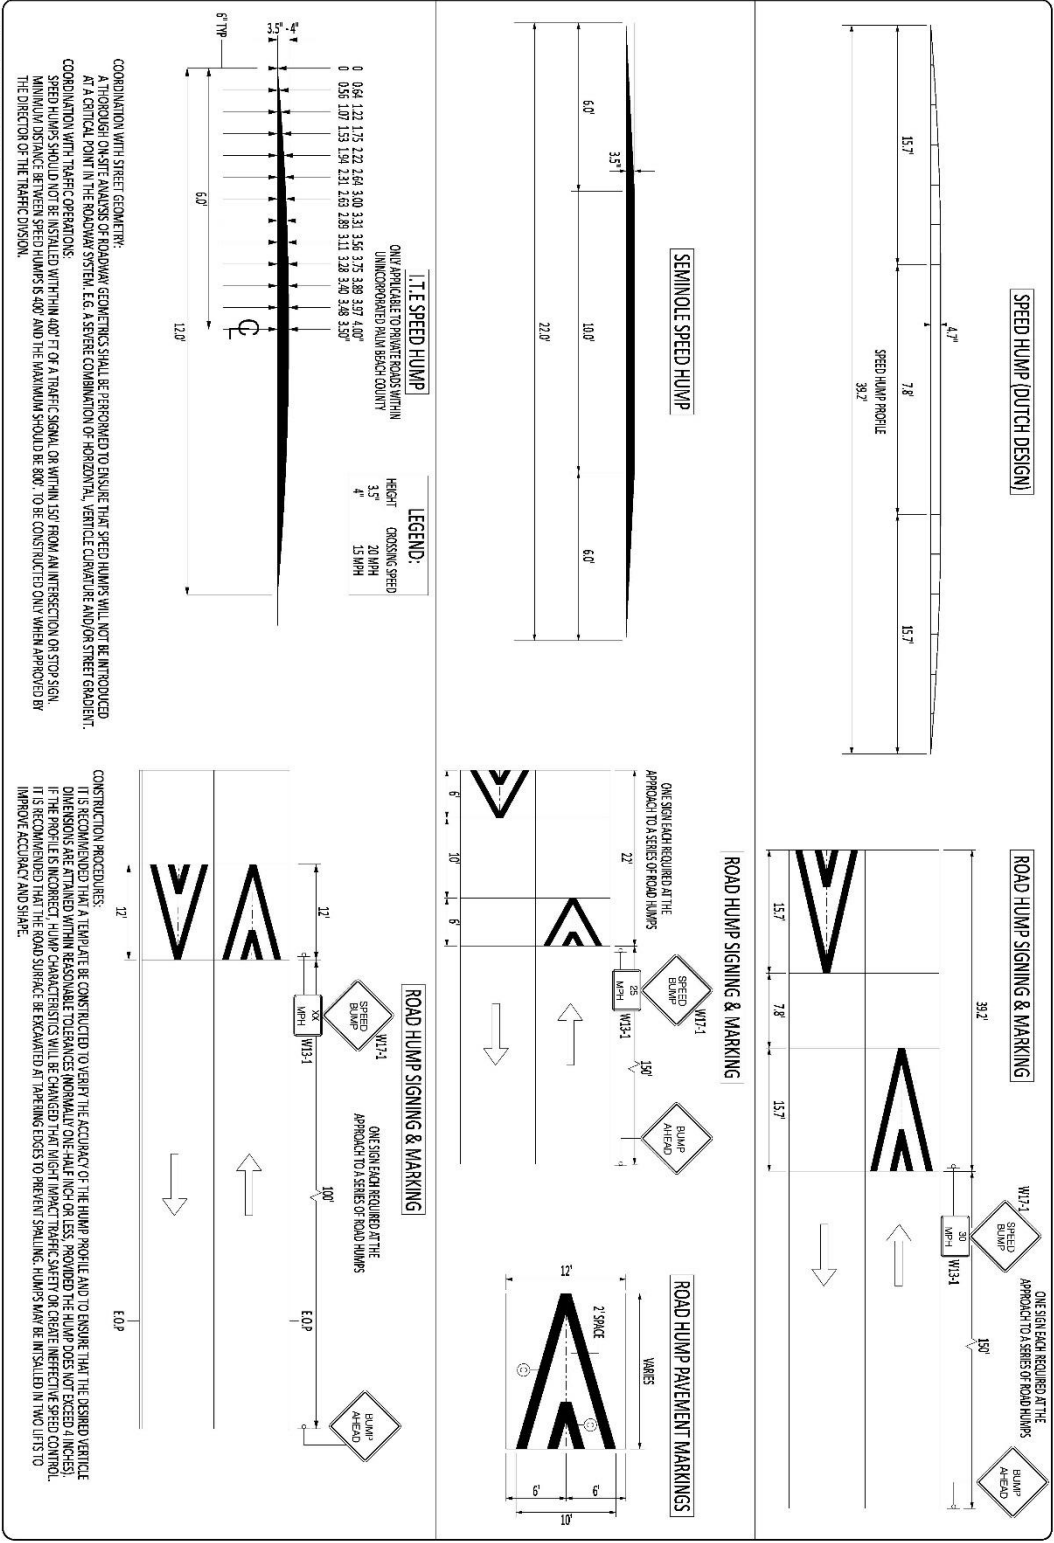 SPEED HUMP (DUTCH DESIGN)
4.7"
15.7'
7.8'
15.7'
SPEED HUMP PROFILE
39.2'
ROAD HUMP SIGNING & MARKING
39.2'
15.7'
7.8'
15.7'
W17-1
SPEED
BUMP
30
MPH
W13-1
ONE SIGN EACH REQUIRED AT THE
APPROACH TO A SERIES OF ROAD HUMPS
150'
BUMP
AHEAD
SEMINOLE SPEED HUMP
3.5"
6.0'
10.0'
6.0'
22.0'
ROAD HUMP SIGNING & MARKING
ONE SIGN EACH REQUIRED AT THE
APPROACH TO A SERIES OF ROAD HUMPS
22'
6'
10'
6'
W17-1
SPEED
BUMP
25
MPH
W13-1
150'
BUMP
AHEAD
ROAD HUMP PAVEMENT MARKINGS
VARIES
2' SPACE
12'
C
C
6'
6'
10'
I.T.E SPEED HUMP
ONLY APPLICABLE TO PRIVATE ROADS WITHIN
UNINCORPORATED PALM BEACH COUNTY
LEGEND:
HEIGHT CROSSING SPEED
3.5" 20 MPH
4" 15 MPH
0 0.64 1.22 1.75 2.22 2.64 3.00 3.31 3.56 3.75 3.89 3.97 4.00"
0 0.56 1.07 1.53 1.94 2.31 2.63 2.89 3.11 3.28 3.40 3.48 3.50"
3.5" - 4"
6" TYP
CL
6.0'
12.0'
ROAD HUMP SIGNING & MARKING
ONE SIGN EACH REQUIRED AT THE
APPROACH TO A SERIES OF ROAD HUMPS
W17-1
SPEED
BUMP
XX
MPH
W13-1
12'
100'
BUMP
AHEAD
E.O.P
E.O.P
12'
COORDINATION WITH STREET GEOMETRY:
A THOROUGH ON-SITE ANALYSIS OF ROADWAY GEOMETRICS SHALL BE PERFORMED TO ENSURE THAT SPEED HUMPS WILL NOT BE INTRODUCED
AT A CRITICAL POINT IN THE ROADWAY SYSTEM. E.G. A SEVERE COMBINATION OF HORIZONTAL, VERTICLE CURVATURE AND/OR STREET GRADIENT.
COORDINATION WITH TRAFFIC OPERATIONS:
SPEED HUMPS SHOULD NOT BE INSTALLED WITHTHIN 400' FT OF A TRAFFIC SIGNAL OR WITHIN 150' FROM AN INTERSECTION OR STOP SIGN.
MINIMUM DISTANCE BETWEEN SPEED HUMPS IS 400' AND THE MAXIMUM SHOULD BE 800'. TO BE CONSTRUCTED ONLY WHEN APPROVED BY
THE DIRECTOR OF THE TRAFFIC DIVSION.
CONSTRUCTION PROCEDURES:
IT IS RECOMMENDED THAT A TEMPLATE BE CONSTRUCTED TO VERIFY THE ACCURACY OF THE HUMP PROFILE AND TO ENSURE THAT THE DESIRED VERTICLE
DIMENSIONS ARE ATTAINED WITHIN REASONABLE TOLERANCES (NORMALLY ONE-HALF INCH OR LESS, PROVIDED THE HUMP DOES NOT EXCEED 4 INCHES).
IF THE PROFILE IS INCORRECT, HUMP CHARACTERISTICS WILL BE CHANGED THAT MIGHT IMPACT TRAFFIC SAFETY OR CREATE INEFFECTIVE SPEED CONTROL.
IT IS RECOMMENDED THAT THE ROAD SURFACE BE EXCAVATED AT TAPERING EDGES TO PREVENT SPALLING. HUMPS MAY BE INTSALLED IN TWO LIFTS TO
IMPROVE ACCURACY AND SHAPE.